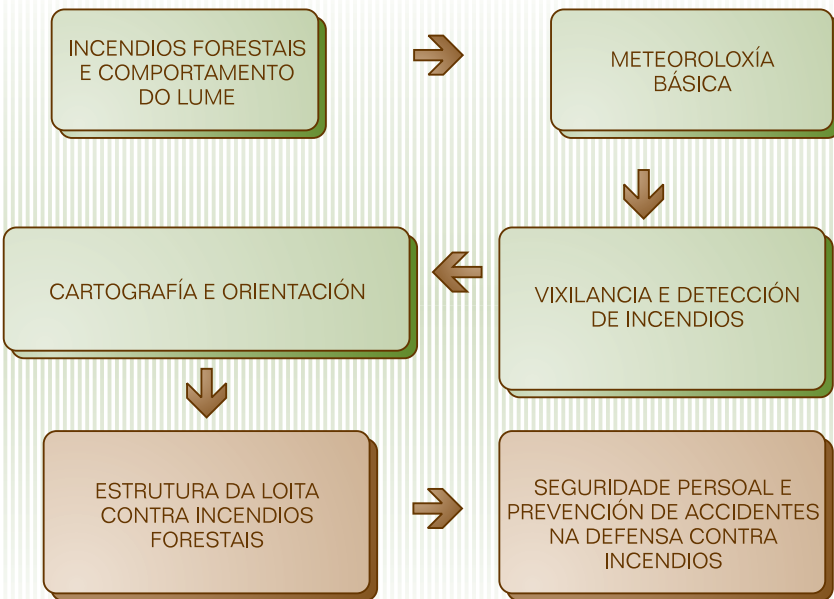 INCENDIOS FORESTAIS
E COMPORTAMENTO
DO LUME
METEOROLOXÍA
BÁSICA
VIXILANCIA E DETECCIÓN
DE INCENDIOS
CARTOGRAFÍA E ORIENTACIÓN
ESTRUTURA DA LOITA
CONTRA INCENDIOS
FORESTAIS
SEGURIDADE PERSOAL E
PREVENCIÓN DE ACCIDENTES
NA DEFENSA CONTRA
INCENDIOS